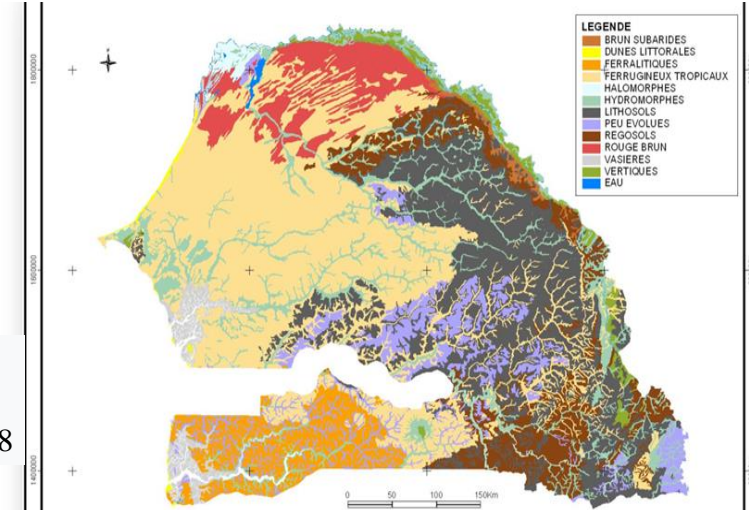 LEGENDE
BRUN SUBARIDES
DUNES LITTORALES
FERRALITIQUES
FERRUGINEUX TROPICAUX
HALOMORPHES
HYDROMORPHES
LITHOSOLS
PEU EVOLUES
REGOSOLS
ROUGE BRUN
VASIERES
VERTIQUES
EAU
1800000
1600000
8
1400000
0 50 100 150Km